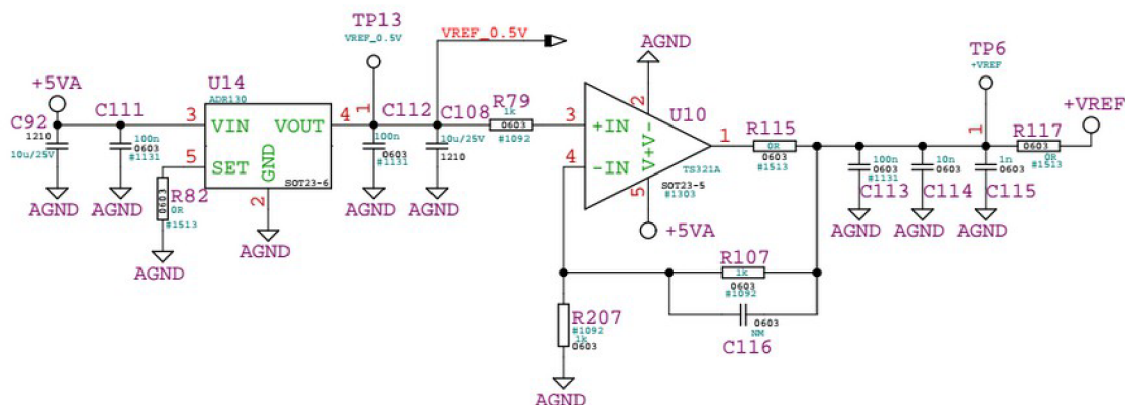 TP13
VREF_0.5V
VREF_0.5V
AGND
TP6
+VREF
+5VA
U14
ADR130
C92
1210
10u/25V
C111
100n
0603
#1131
3
VIN
VOUT
4
5
SET
GND
2
SOT23-6
1
C112
100n
0603
#1131
C108
10u/25V
1210
R79
1k
0603
#1092
3
+IN
4
-IN
V+
V-
2
5
U10
1
TS321A
SOT23-5
#1303
R115
0R
0603
#1513
1
R117
0603
0R
#1513
+VREF
100n
0603
#1131
C113
10n
0603
C114
1n
0603
C115
R82
0603
0R
#1513
AGND
AGND
AGND
AGND
AGND
AGND
AGND
AGND
AGND
+5VA
R107
1k
0603
#1092
0603
NM
C116
R207
#1092
1k
0603
AGND